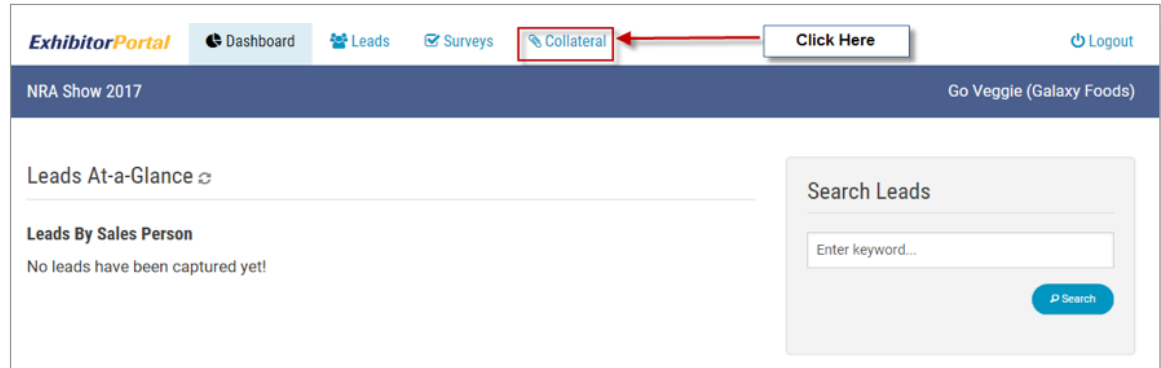 ExhibitorPortal Dashboard Leads Surveys Collateral Click Here Logout
NRA Show 2017 Go Veggie (Galaxy Foods)
Leads At-a-Glance
Leads By Sales Person
No leads have been captured yet!
Search Leads
Enter keyword...
Search